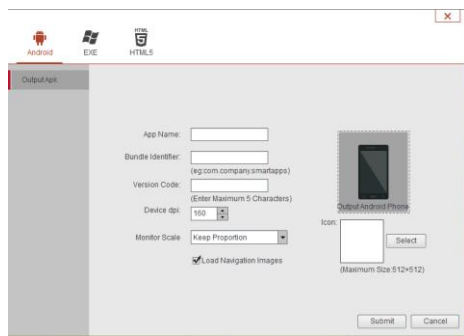 HTML
Android
EXE
HTML5
Output Apk
App Name:
Bundle Identifier:
(eg:com.company.smartapps)
Version Code:
(Enter Maximum 5 Characters)
Device dpi:
160
Monitor Scale
Keep Proportion
Load Navigation Images
Output Android Phone
Icon:
Select
(Maximum Size:512×512)
Submit
Cancel